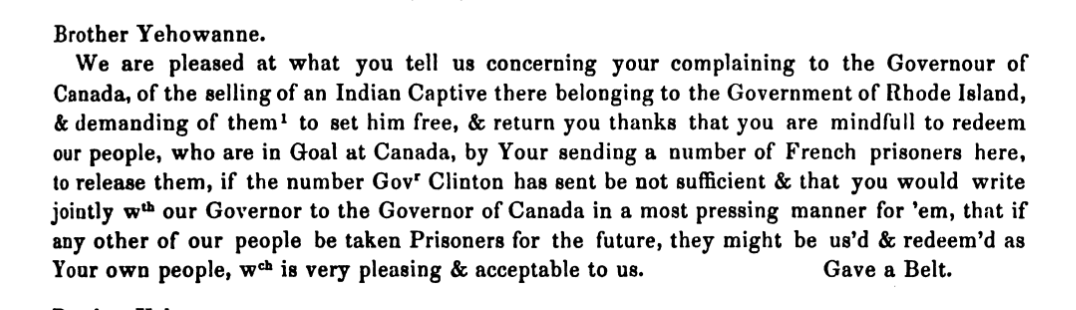 Brother Yehowanne.
We are pleased at what you tell us concerning your complaining to the Governour of
Canada, of the selling of an Indian Captive there belonging to the Government of Rhode Island,
& demanding of them¹ to set him free, & return you thanks that you are mindfull to redeem
our people, who are in Goal at Canada, by Your sending a number of French prisoners here,
to release them, if the number Govʳ Clinton has sent be not sufficient & that you would write
jointly wᵗʰ our Governor to the Governor of Canada in a most pressing manner for 'em, that if
any other of our people be taken Prisoners for the future, they might be us'd & redeem'd as
Your own people, wᶜʰ is very pleasing & acceptable to us. Gave a Belt.